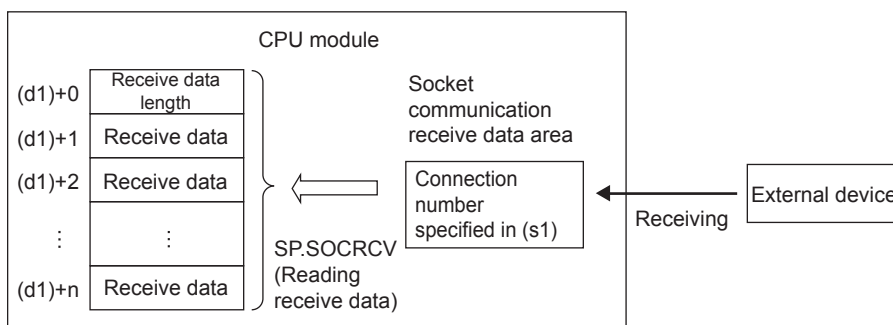 CPU module
(d1)+0
Receive data
length
(d1)+1
Receive data
(d1)+2
Receive data
⋮
⋮
(d1)+n
Receive data
SP.SOCRCV
(Reading
receive data)
Socket
communication
receive data area
Connection
number
specified in (s1)
Receiving
External device